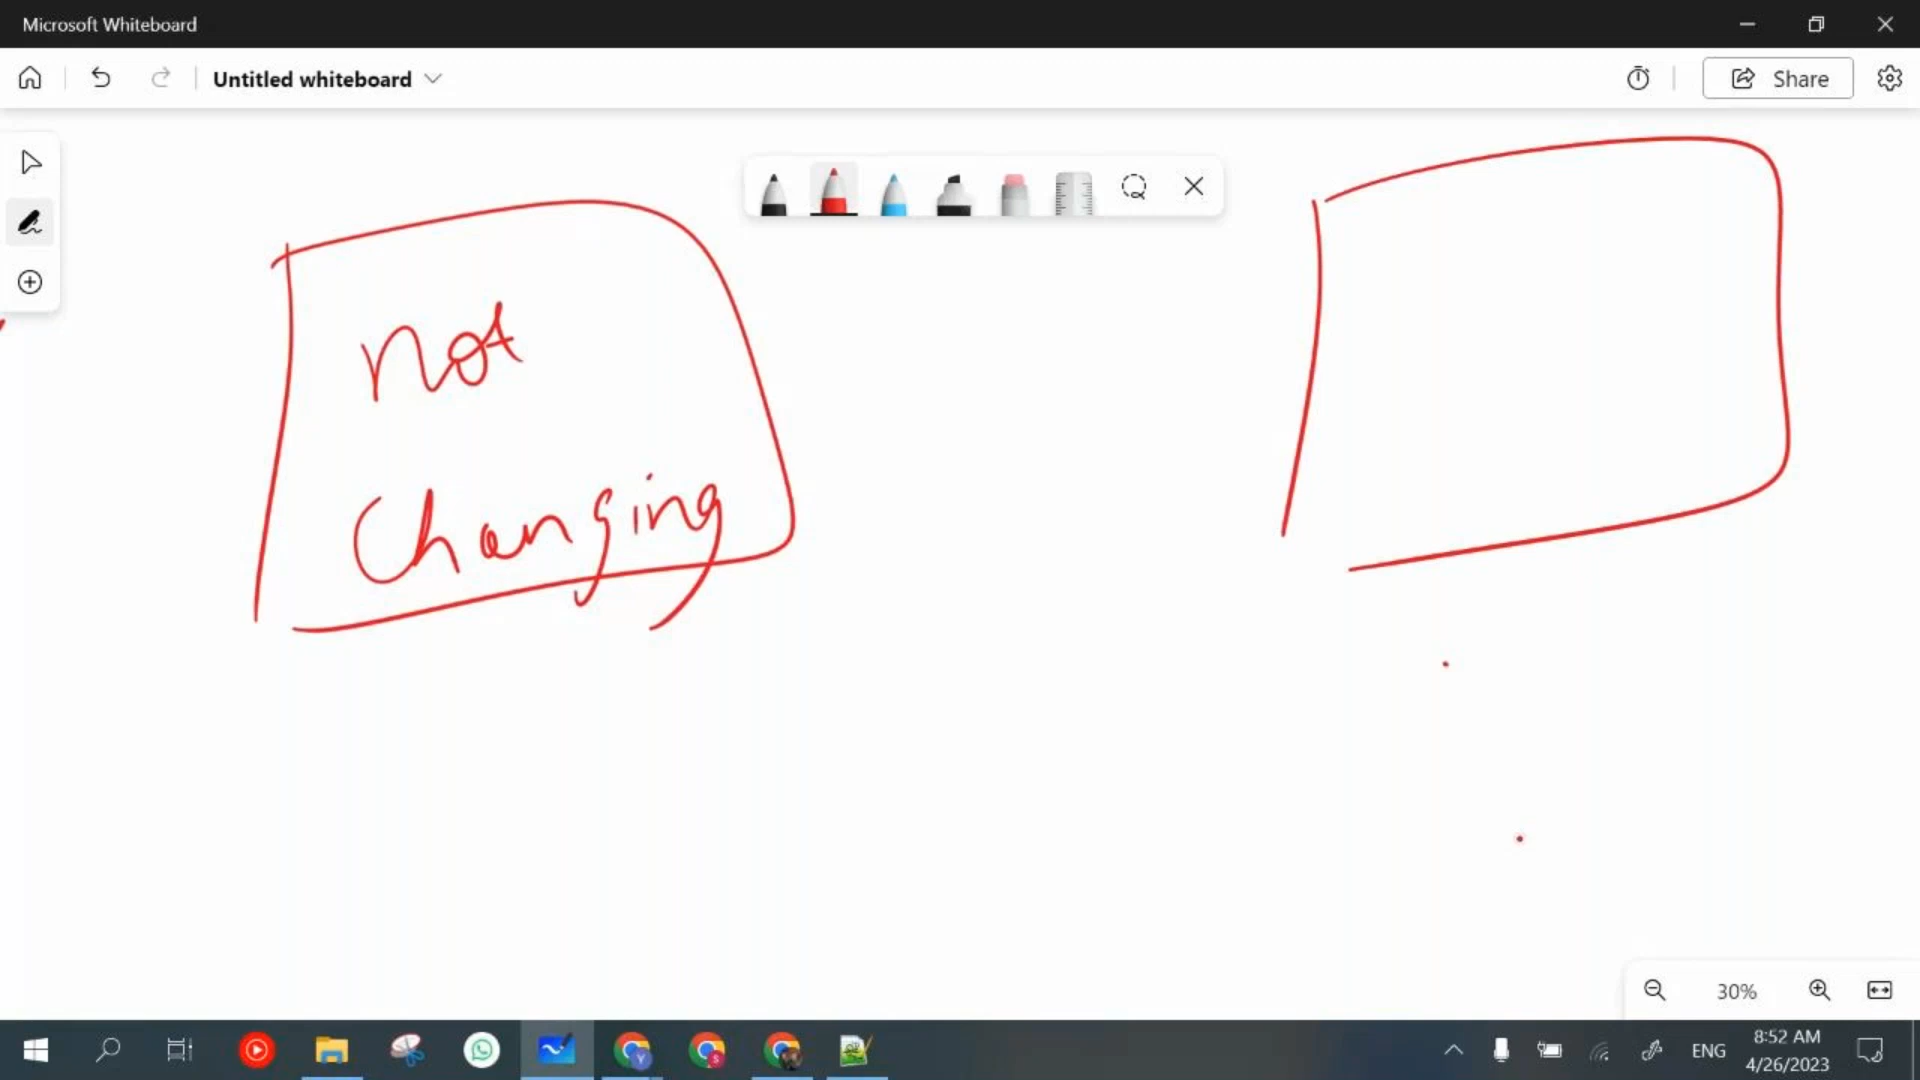 Microsoft Whiteboard
Untitled whiteboard
Share
not
changing
30%
ENG
8:52 AM
4/26/2023